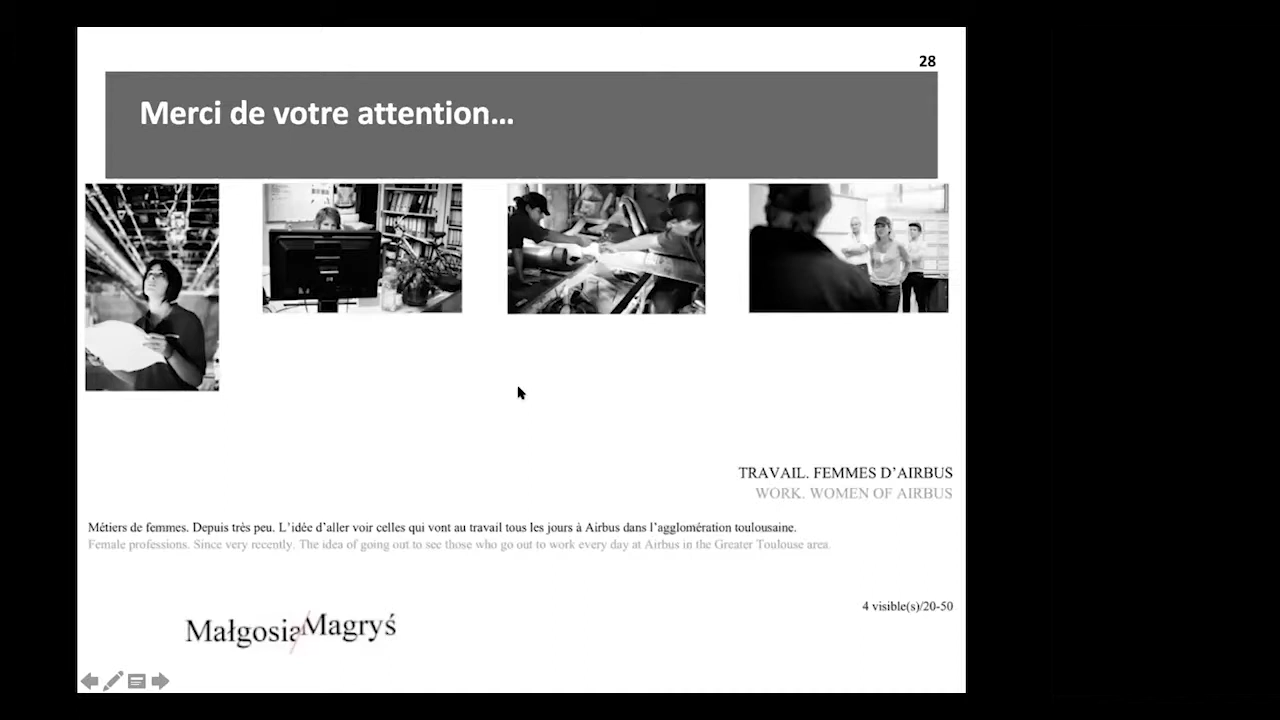 28
Merci de votre attention...
TRAVAIL. FEMMES D'AIRBUS
WORK. WOMEN OF AIRBUS
Métiers de femmes. Depuis très peu. L'idée d'aller voir celles qui vont au travail tous les jours à Airbus dans l'agglomération toulousaine.
Female professions. Since very recently. The idea of going out to see those who go out to work every day at Airbus in the Greater Toulouse area.
4 visible(s)/20-50
Małgosia/Magryś